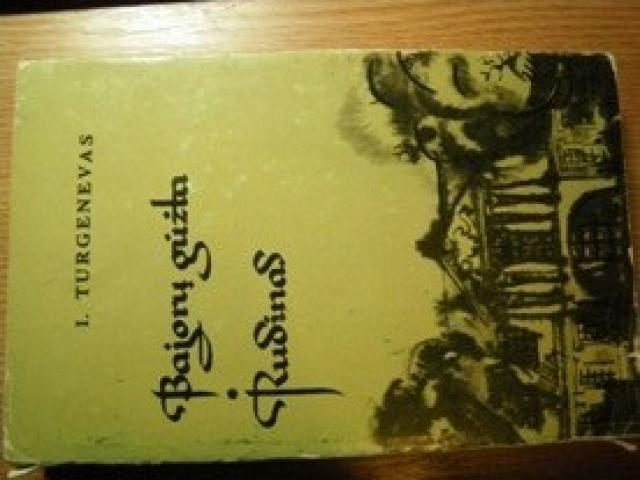 I. TURGENEVAS
Bajorų gūžta
Rudinas